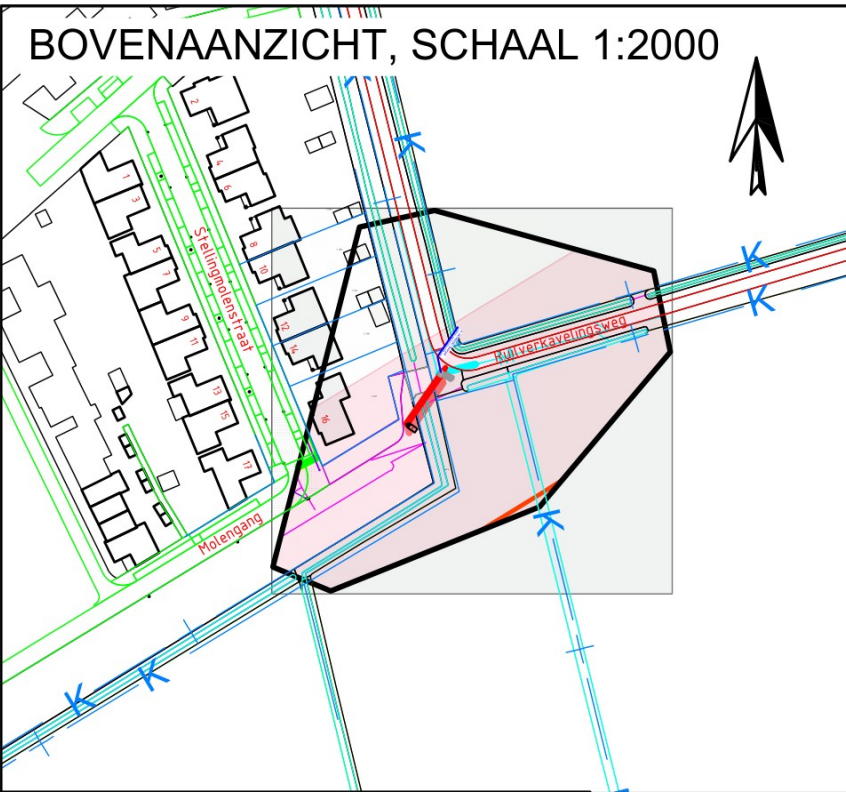 BOVENAANZICHT, SCHAAL 1:2000
K
K
2
4
6
1
3
Stellingmolenstraat
8
10
5
7
K
K
9
11
12
14
Ruilverkavelingsweg
13
15
16
17
Molengang
K
K
K